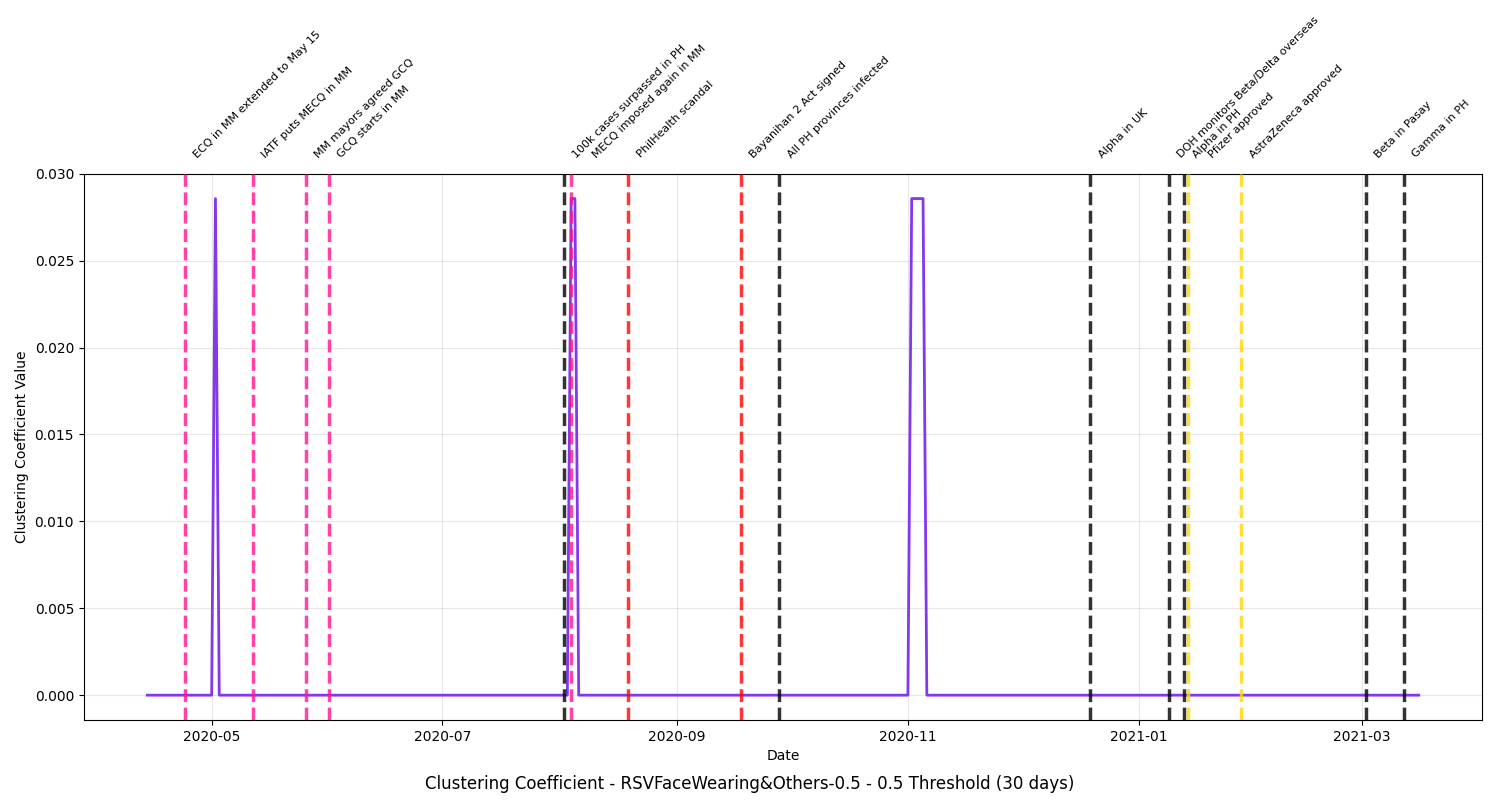 ECQ in MM extended to May 15
IATF puts MECQ in MM
MM mayors agreed GCQ
GCQ starts in MM
100k cases surpassed in PH
MECQ imposed again in MM
PhilHealth scandal
Bayanihan 2 Act signed
All PH provinces infected
Alpha in UK
DOH monitors Beta/Delta overseas
Alpha in PH
Pfizer approved
AstraZeneca approved
Beta in Pasay
Gamma in PH
0.030
0.025
0.020
0.015
0.010
0.005
0.000
Clustering Coefficient Value
2020-05
2020-07
2020-09
2020-11
2021-01
2021-03
Date
Clustering Coefficient - RSVFaceWearing&Others-0.5 - 0.5 Threshold (30 days)